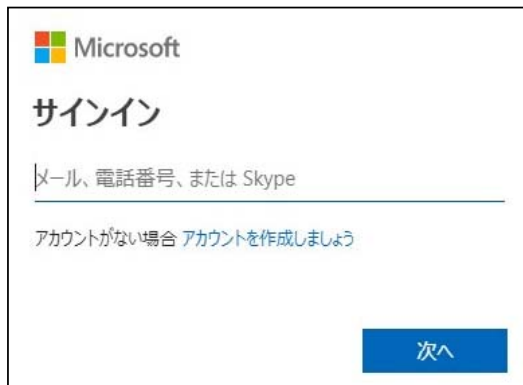 Microsoft
サインイン
メール、電話番号、または Skype
アカウントがない場合 アカウントを作成しましょう
次へ